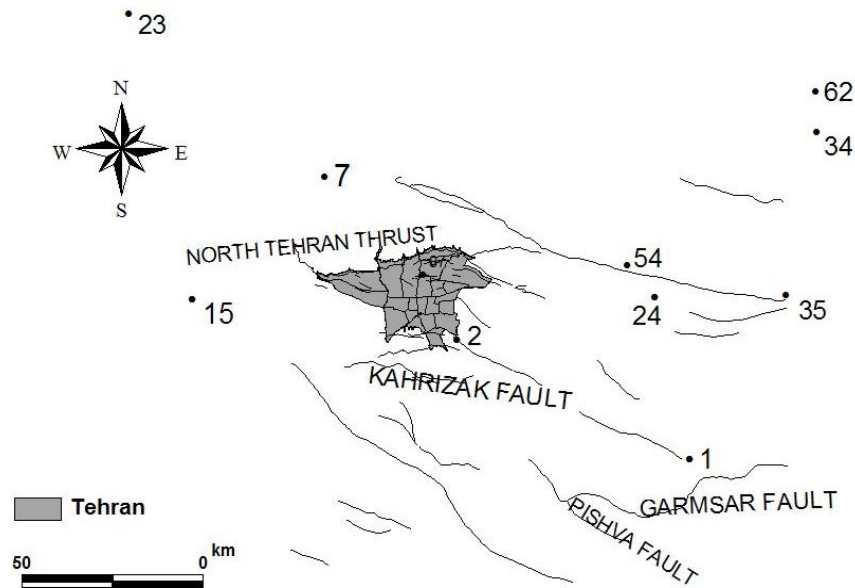 23
N
W E
S
62
34
7
NORTH TEHRAN THRUST
54
15
24
35
2
KAHRIZAK FAULT
1
GARMSAR FAULT
PISHVA FAULT
Tehran
50 0 km